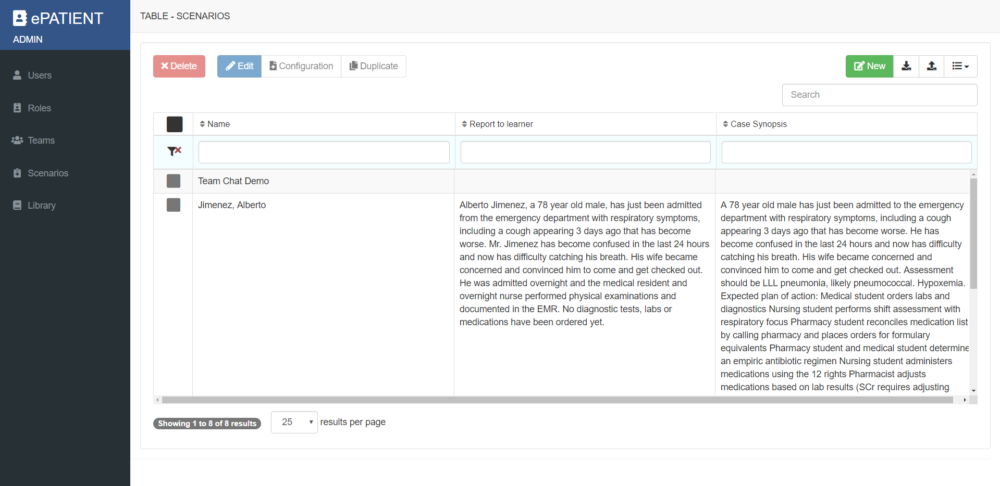 ePATIENT
ADMIN
Users
Roles
Teams
Scenarios
Library
TABLE - SCENARIOS
Delete
Edit
Configuration
Duplicate
New
Search
Name
Report to learner
Case Synopsis
Team Chat Demo
Jimenez, Alberto
Alberto Jimenez, a 78 year old male, has just been admitted
from the emergency department with respiratory symptoms,
including a cough appearing 3 days ago that has become
worse. Mr. Jimenez has become confused in the last 24 hours
and now has difficulty catching his breath. His wife became
concerned and convinced him to come and get checked out.
He was admitted overnight and the medical resident and
overnight nurse performed physical examinations and
documented in the EMR. No diagnostic tests, labs or
medications have been ordered yet.
A 78 year old male has just been admitted to the emergency
department with respiratory symptoms, including a cough
appearing 3 days ago that has become worse. He has
become confused in the last 24 hours and now has difficulty
catching his breath. His wife became concerned and
convinced him to come and get checked out. Assessment
should be LLL pneumonia, likely pneumococcal. Hypoxemia.
Expected plan of action: Medical student orders labs and
diagnostics Nursing student performs shift assessment with
respiratory focus Pharmacy student reconciles medication list
by calling pharmacy and places orders for formulary
equivalents Pharmacy student and medical student determine
an empiric antibiotic regimen Nursing student administers
medications using the 12 rights Pharmacist adjusts
medications based on lab results (SCr requires adjusting
Showing 1 to 8 of 8 results
25
results per page